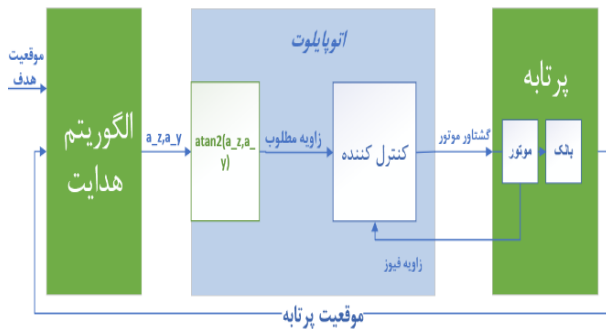 موقعیت
هدف
الگوریتم
هدایت
a_z,a_y
اتوپایلوت
atan2(a_z,a_
y)
زاویه مطلوب
کنترل کننده
گشتاور موتور
پرتابه
موتور
بالک
زاویه فیوز
موقعیت پرتابه